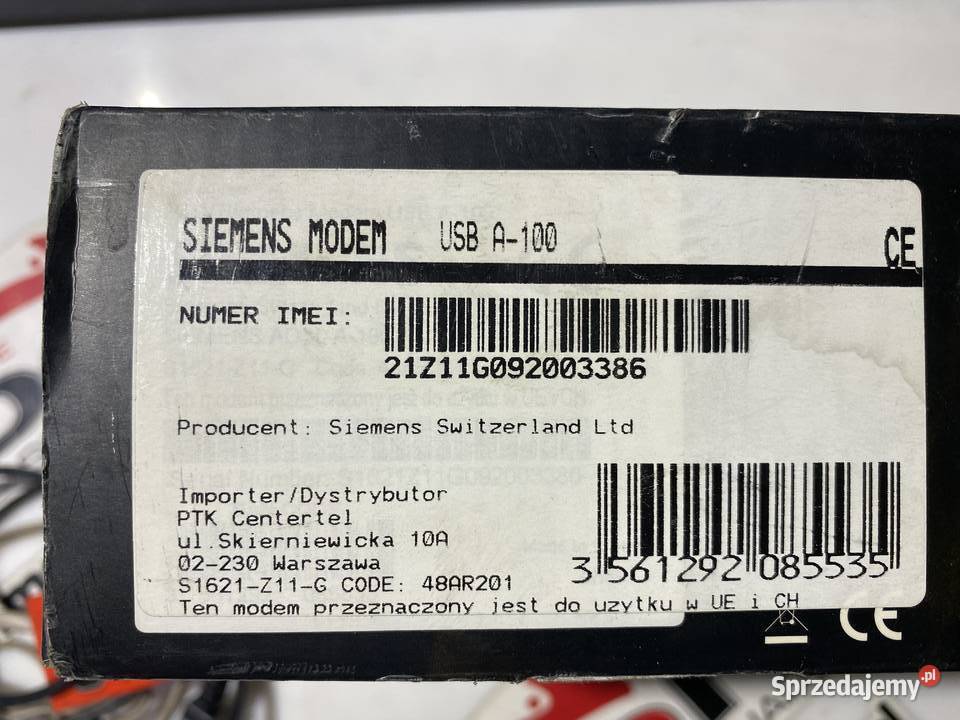 SIEMENS MODEM USB A-100
CE
NUMER IMEI:
21Z11G092003386
Producent: Siemens Switzerland Ltd
Importer/Dystrybutor
PTK Centertel
ul.Skierniewicka 10A
02-230 Warszawa
S1621-Z11-G CODE: 48AR201
Ten modem przeznaczony jest do uzytku w UE i CH
3 561292 085535
CE
Sprzedajemy.pl